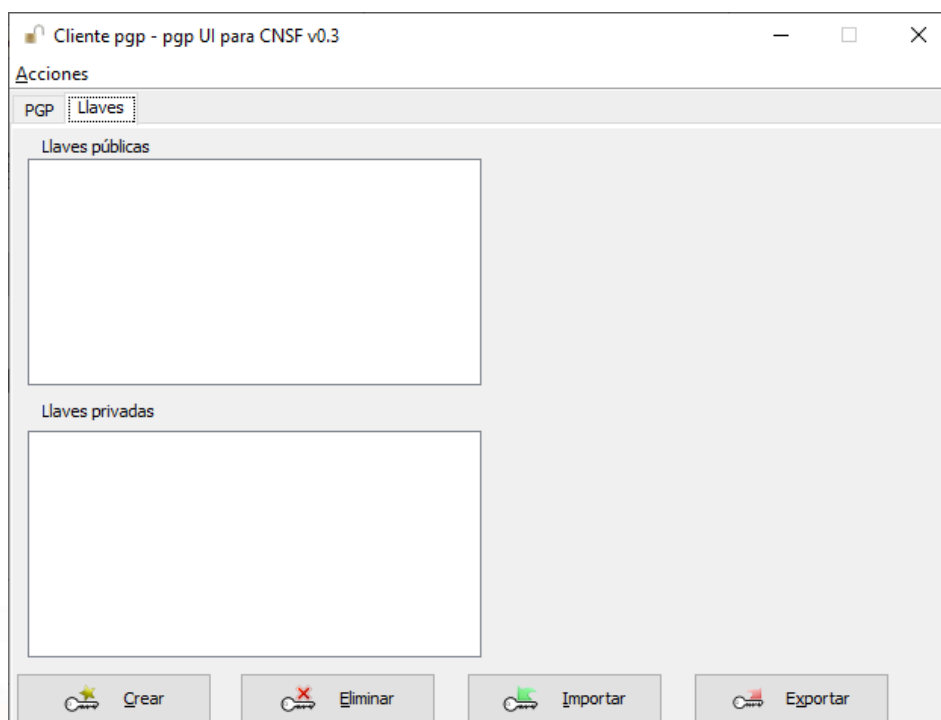 Cliente pgp - pgp UI para CNSF v0.3
Acciones
PGP Llaves
Llaves públicas
Llaves privadas
Crear Eliminar Importar Exportar